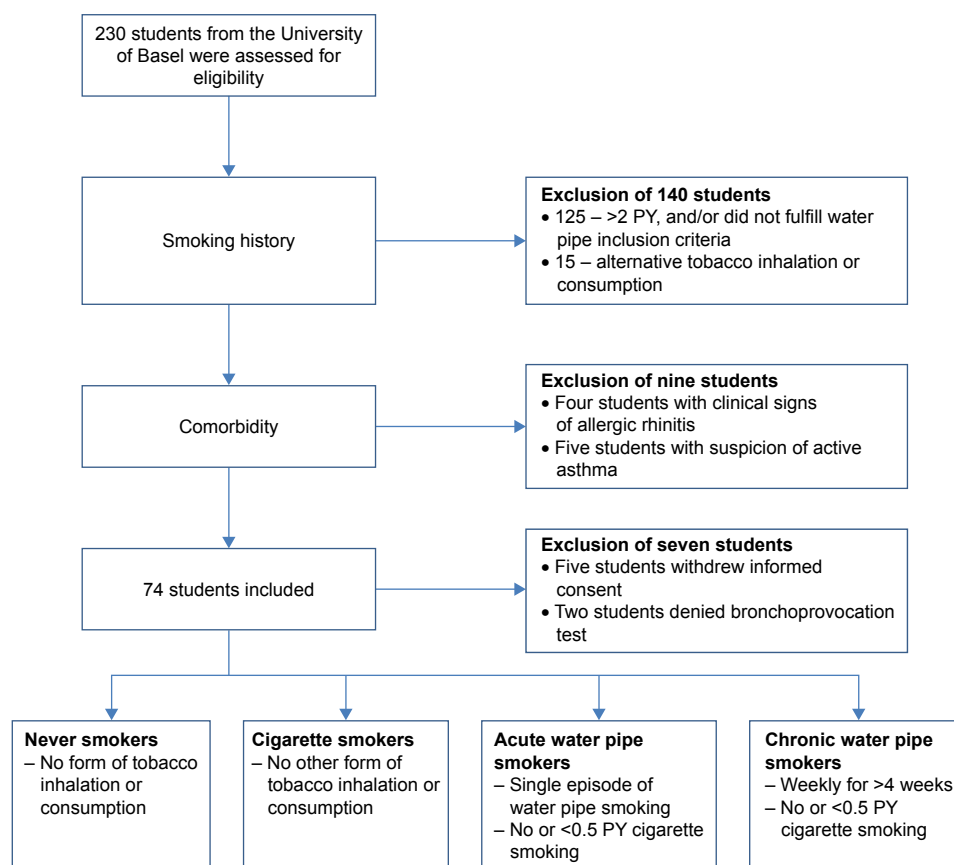 230 students from the University
of Basel were assessed for
eligibility
Smoking history
Exclusion of 140 students
• 125 – >2 PY, and/or did not fulfill water
pipe inclusion criteria
• 15 – alternative tobacco inhalation or
consumption
Comorbidity
Exclusion of nine students
• Four students with clinical signs
of allergic rhinitis
• Five students with suspicion of active
asthma
74 students included
Exclusion of seven students
• Five students withdrew informed
consent
• Two students denied bronchoprovocation
test
Never smokers
– No form of tobacco
inhalation or
consumption
Cigarette smokers
– No other form of
tobacco inhalation or
consumption
Acute water pipe
smokers
– Single episode of
water pipe smoking
– No or <0.5 PY cigarette
smoking
Chronic water pipe
smokers
– Weekly for >4 weeks
– No or <0.5 PY
cigarette smoking